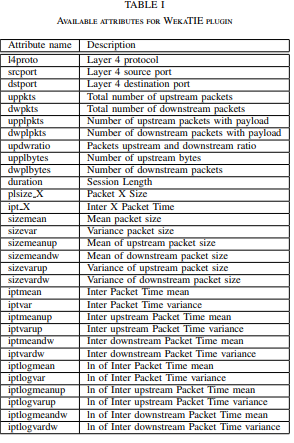 TABLE I
Available attributes for WekaTIE plugin
Attribute name Description
l4proto Layer 4 protocol
srcport Layer 4 source port
dstport Layer 4 destination port
uppkts Total number of upstream packets
dwpkts Total number of downstream packets
upplpkts Number of upstream packets with payload
dwplpkts Number of downstream packets with payload
updwratio Packets upstream and downstream ratio
upplbytes Number of upstream bytes
dwplbytes Number of downstream packets
duration Session Length
plsize_X Packet X Size
ipt_X Inter X Packet Time
sizemean Mean packet size
sizevar Variance packet size
sizemeanup Mean of upstream packet size
sizemeandw Mean of downstream packet size
sizevarup Variance of upstream packet size
sizevardw Variance of downstream packet size
iptmean Inter Packet Time mean
iptvar Inter Packet Time variance
iptmeanup Inter upstream Packet Time mean
iptvarup Inter upstream Packet Time variance
iptmeandw Inter downstream Packet Time mean
iptvardw Inter downstream Packet Time variance
iptlogmean ln of Inter Packet Time mean
iptlogvar ln of Inter Packet Time variance
iptlogmeanup ln of Inter upstream Packet Time mean
iptlogvarup ln of Inter upstream Packet Time variance
iptlogmeandw ln of Inter downstream Packet Time mean
iptlogvardw ln of Inter downstream Packet Time variance